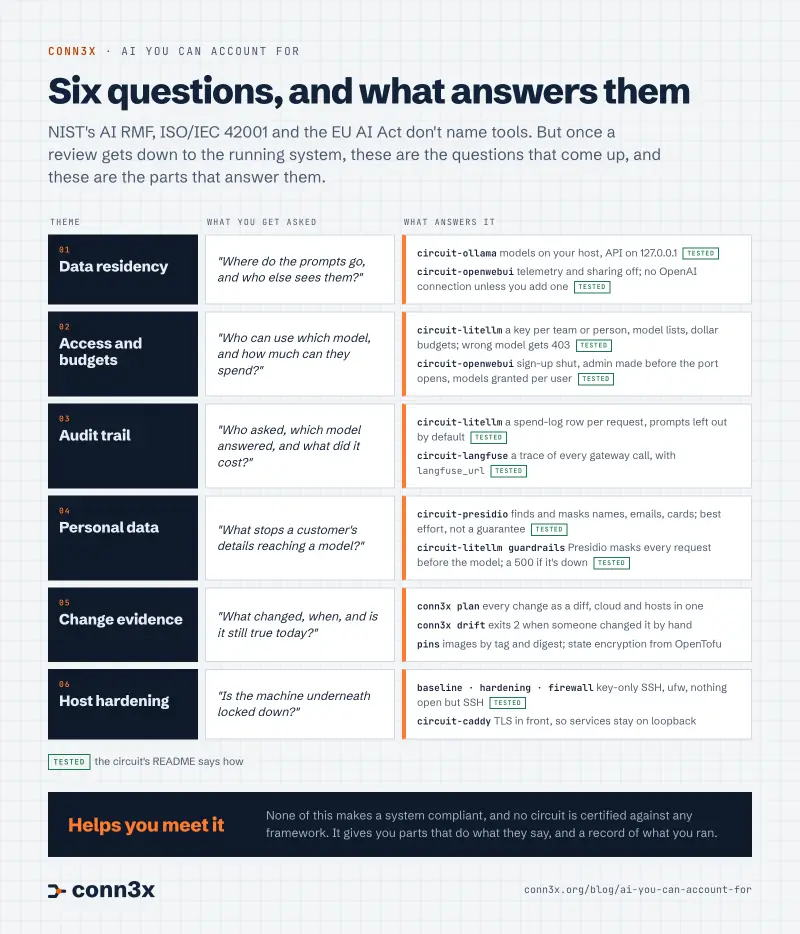 CONN3X · AI YOU CAN ACCOUNT FOR
Six questions, and what answers them
NIST's AI RMF, ISO/IEC 42001 and the EU AI Act don't name tools. But once a
review gets down to the running system, these are the questions that come up, and
these are the parts that answer them.
THEME
WHAT YOU GET ASKED
WHAT ANSWERS IT
01
Data residency
"Where do the prompts go,
and who else sees them?"
circuit-ollama models on your host, API on 127.0.0.1 TESTED
circuit-openwebui telemetry and sharing off; no OpenAI
connection unless you add one TESTED
02
Access and
budgets
"Who can use which model,
and how much can they
spend?"
circuit-litellm a key per team or person, model lists, dollar
budgets; wrong model gets 403 TESTED
circuit-openwebui sign-up shut, admin made before the port
opens, models granted per user TESTED
03
Audit trail
"Who asked, which model
answered, and what did it
cost?"
circuit-litellm a spend-log row per request, prompts left out
by default TESTED
circuit-langfuse a trace of every gateway call, with
langfuse_url TESTED
04
Personal data
"What stops a customer's
details reaching a model?"
circuit-presidio finds and masks names, emails, cards; best
effort, not a guarantee TESTED
circuit-litellm guardrails Presidio masks every request
before the model; a 500 if it's down TESTED
05
Change evidence
"What changed, when, and is
it still true today?"
conn3x plan every change as a diff, cloud and hosts in one
conn3x drift exits 2 when someone changed it by hand
pins images by tag and digest; state encryption from OpenTofu
06
Host hardening
"Is the machine underneath
locked down?"
baseline · hardening · firewall key-only SSH, ufw, nothing
open but SSH TESTED
circuit-caddy TLS in front, so services stay on loopback
TESTED the circuit's README says how
Helps you meet it
None of this makes a system compliant, and no circuit is certified against any
framework. It gives you parts that do what they say, and a record of what you ran.
conn3x
conn3x.org/blog/ai-you-can-account-for